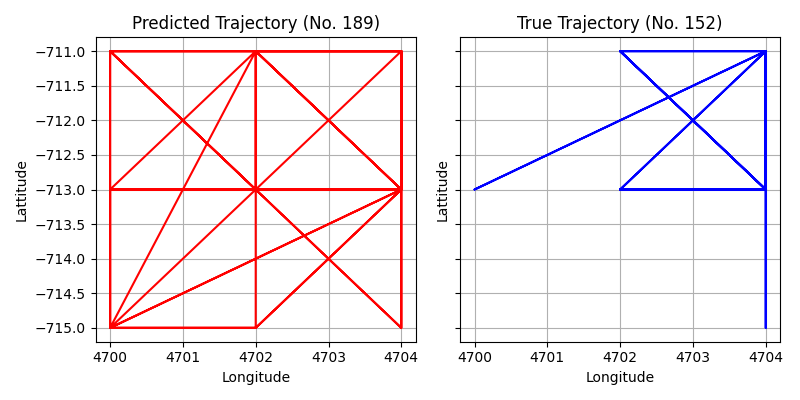 Predicted Trajectory (No. 189)
True Trajectory (No. 152)
−711.0
−711.5
−712.0
−712.5
−713.0
−713.5
−714.0
−714.5
−715.0
Lattitude
Lattitude
4700 4701 4702 4703 4704
4700 4701 4702 4703 4704
Longitude
Longitude